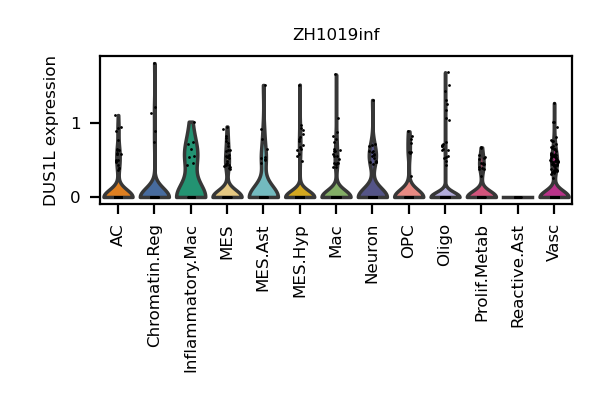 ZH1019inf
DUS1L expression
1
0
AC
Chromatin.Reg
Inflammatory.Mac
MES
MES.Ast
MES.Hyp
Mac
Neuron
OPC
Oligo
Prolif.Metab
Reactive.Ast
Vasc